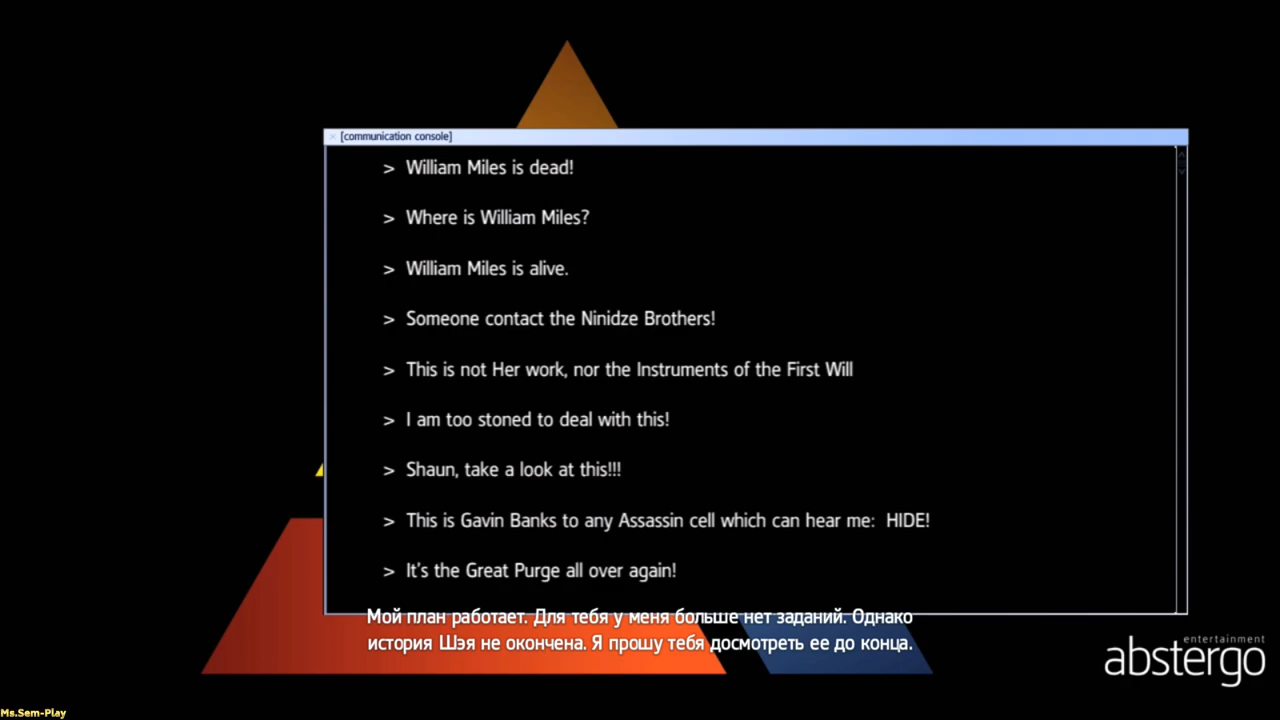 [communication console]
> William Miles is dead!
> Where is William Miles?
> William Miles is alive.
> Someone contact the Ninidze Brothers!
> This is not Her work, nor the Instruments of the First Will
> I am too stoned to deal with this!
> Shaun, take a look at this!!!
> This is Gavin Banks to any Assassin cell which can hear me:  HIDE!
> It's the Great Purge all over again!
Мой план работает. Для тебя у меня больше нет заданий. Однако
история Шэя не окончена. Я прошу тебя досмотреть ее до конца.
entertainment
abstergo
Ms.Sem-Play